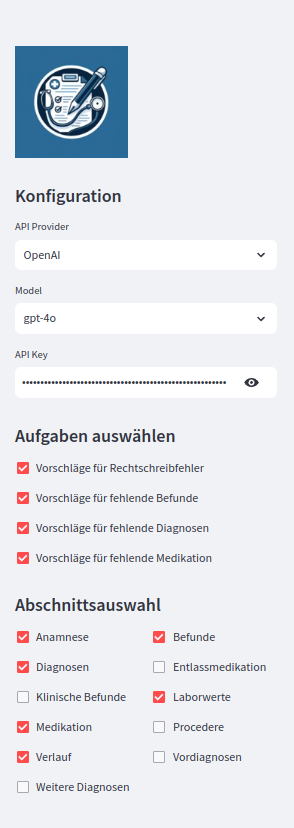 Konfiguration
API Provider
OpenAI
Model
gpt-4o
API Key
Aufgaben auswählen
Vorschläge für Rechtschreibfehler
Vorschläge für fehlende Befunde
Vorschläge für fehlende Diagnosen
Vorschläge für fehlende Medikation
Abschnittsauswahl
Anamnese
Befunde
Diagnosen
Entlassmedikation
Klinische Befunde
Laborwerte
Medikation
Procedere
Verlauf
Vordiagnosen
Weitere Diagnosen